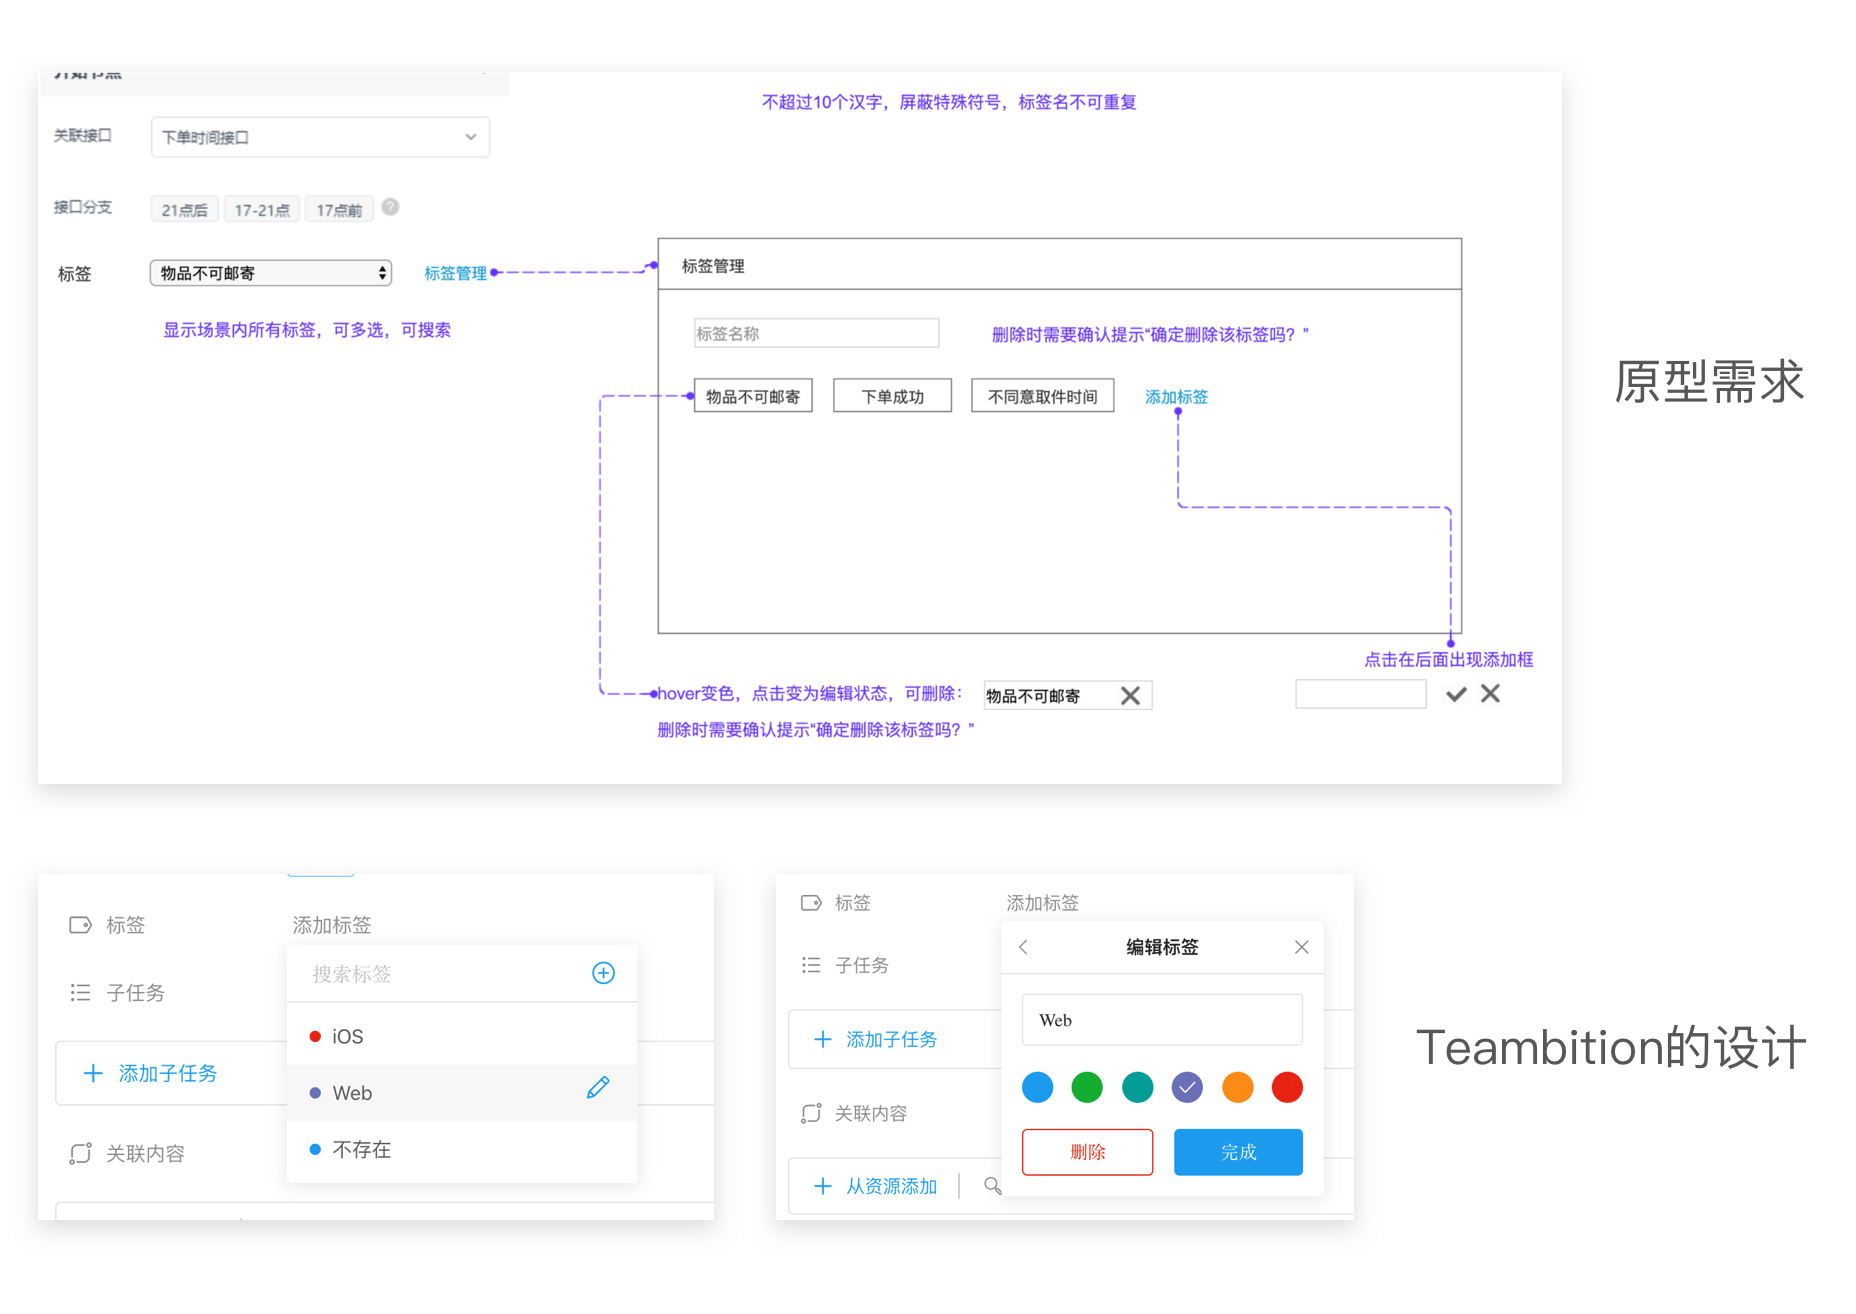 不超过10个汉字，屏蔽特殊符号，标签名不可重复
关联接口
下单时间接口
接口分支
21点后
17-21点
17点前
?
标签
物品不可邮寄
标签管理
显示场景内所有标签，可多选，可搜索
标签管理
标签名称
删除时需要确认提示“确定删除该标签吗？”
物品不可邮寄
下单成功
不同意取件时间
添加标签
点击在后面出现添加框
hover变色，点击变为编辑状态，可删除：
物品不可邮寄
删除时需要确认提示“确定删除该标签吗？”
原型需求
标签
添加标签
搜索标签
子任务
iOS
Web
添加子任务
不存在
关联内容
标签
添加标签
编辑标签
子任务
Web
添加子任务
关联内容
删除
完成
从资源添加
Teambition的设计